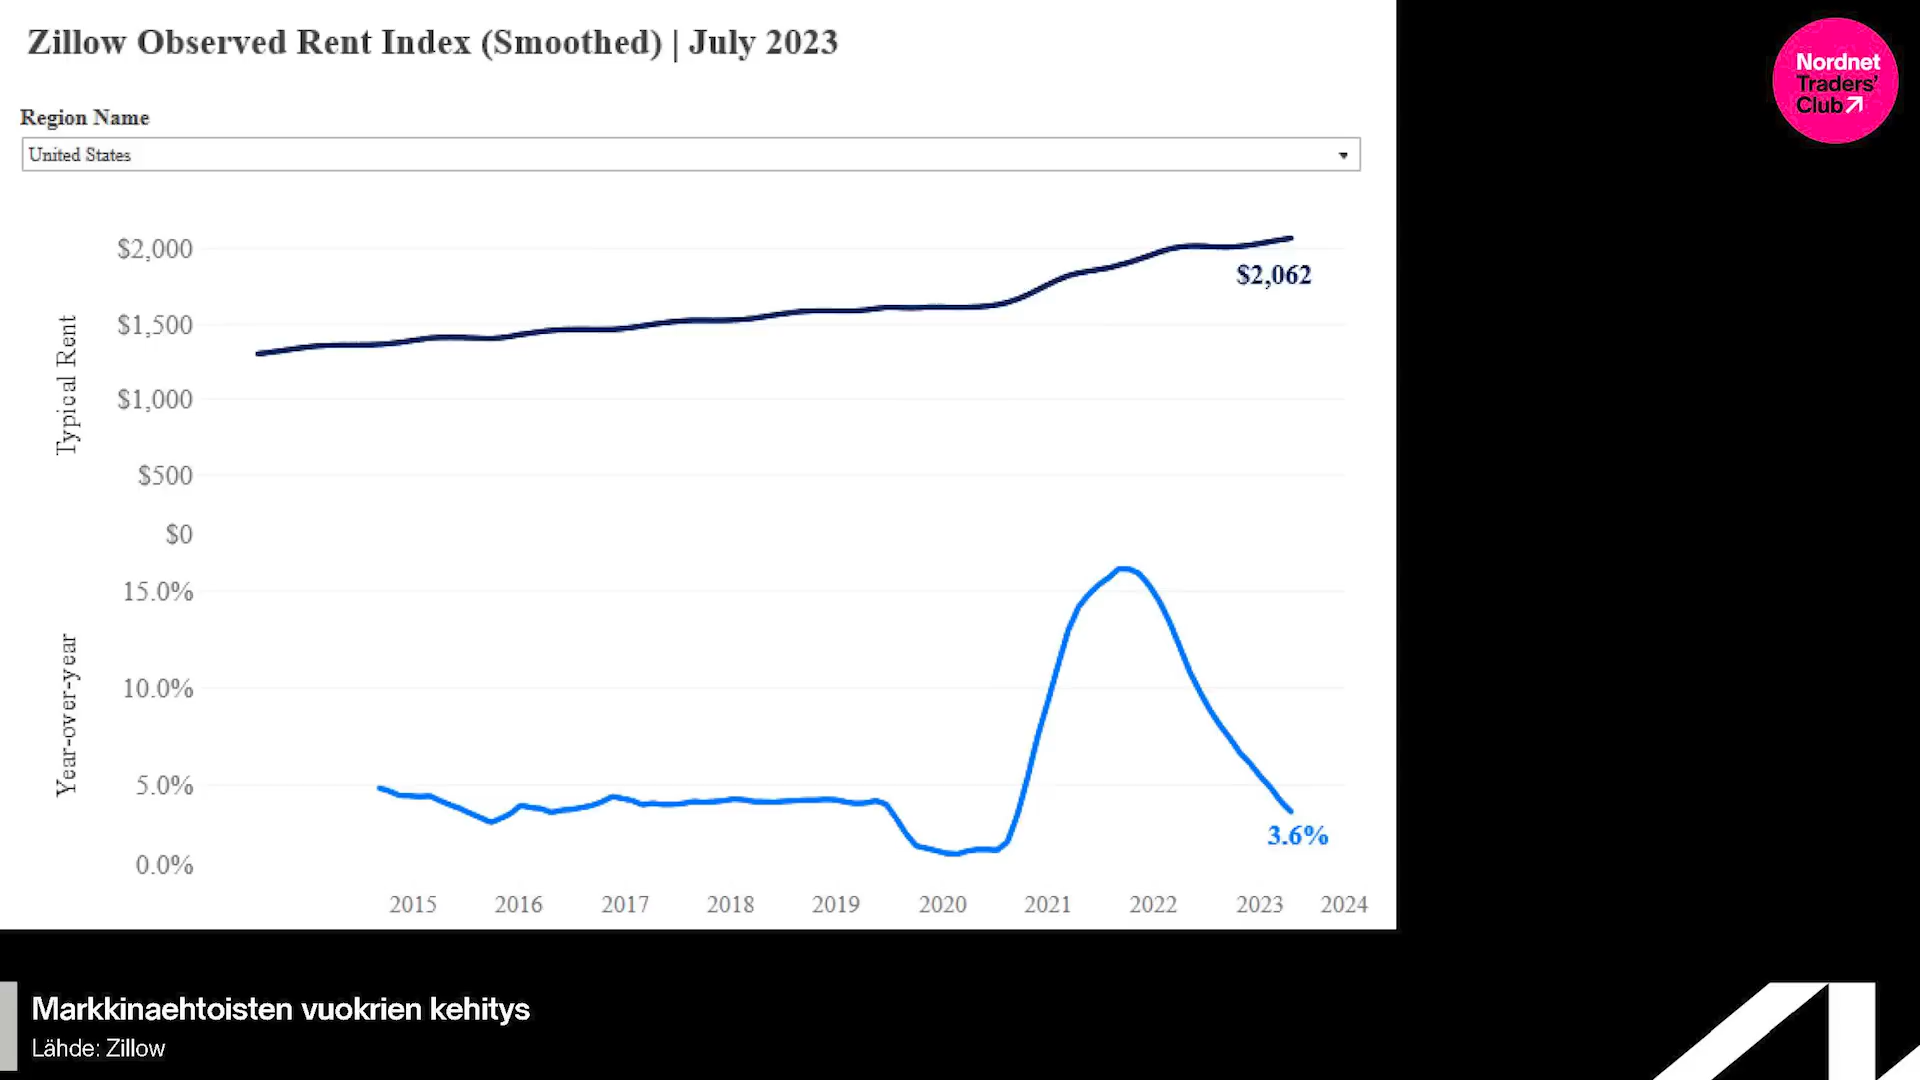 Zillow Observed Rent Index (Smoothed) | July 2023
Nordnet
Traders'
Club
Region Name
United States
$2,000
$2,062
$1,500
$1,000
$500
$0
Typical Rent
15.0%
10.0%
5.0%
0.0%
Year-over-year
3.6%
2015 2016 2017 2018 2019 2020 2021 2022 2023 2024
Markkinaehtoisten vuokrien kehitys
Lähde: Zillow